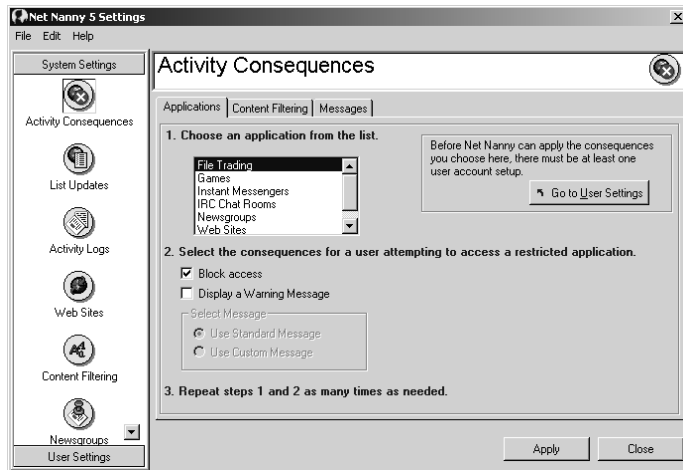 Net Nanny 5 Settings
File Edit Help
System Settings
Activity Consequences
List Updates
Activity Logs
Web Sites
Content Filtering
Newsgroups
User Settings
Activity Consequences
Applications Content Filtering Messages
1. Choose an application from the list.
File Trading
Games
Instant Messengers
IRC Chat Rooms
Newsgroups
Web Sites
Before Net Nanny can apply the consequences
you choose here, there must be at least one
user account setup.
Go to User Settings
2. Select the consequences for a user attempting to access a restricted application.
Block access
Display a Warning Message
Select Message
Use Standard Message
Use Custom Message
3. Repeat steps 1 and 2 as many times as needed.
Apply Close